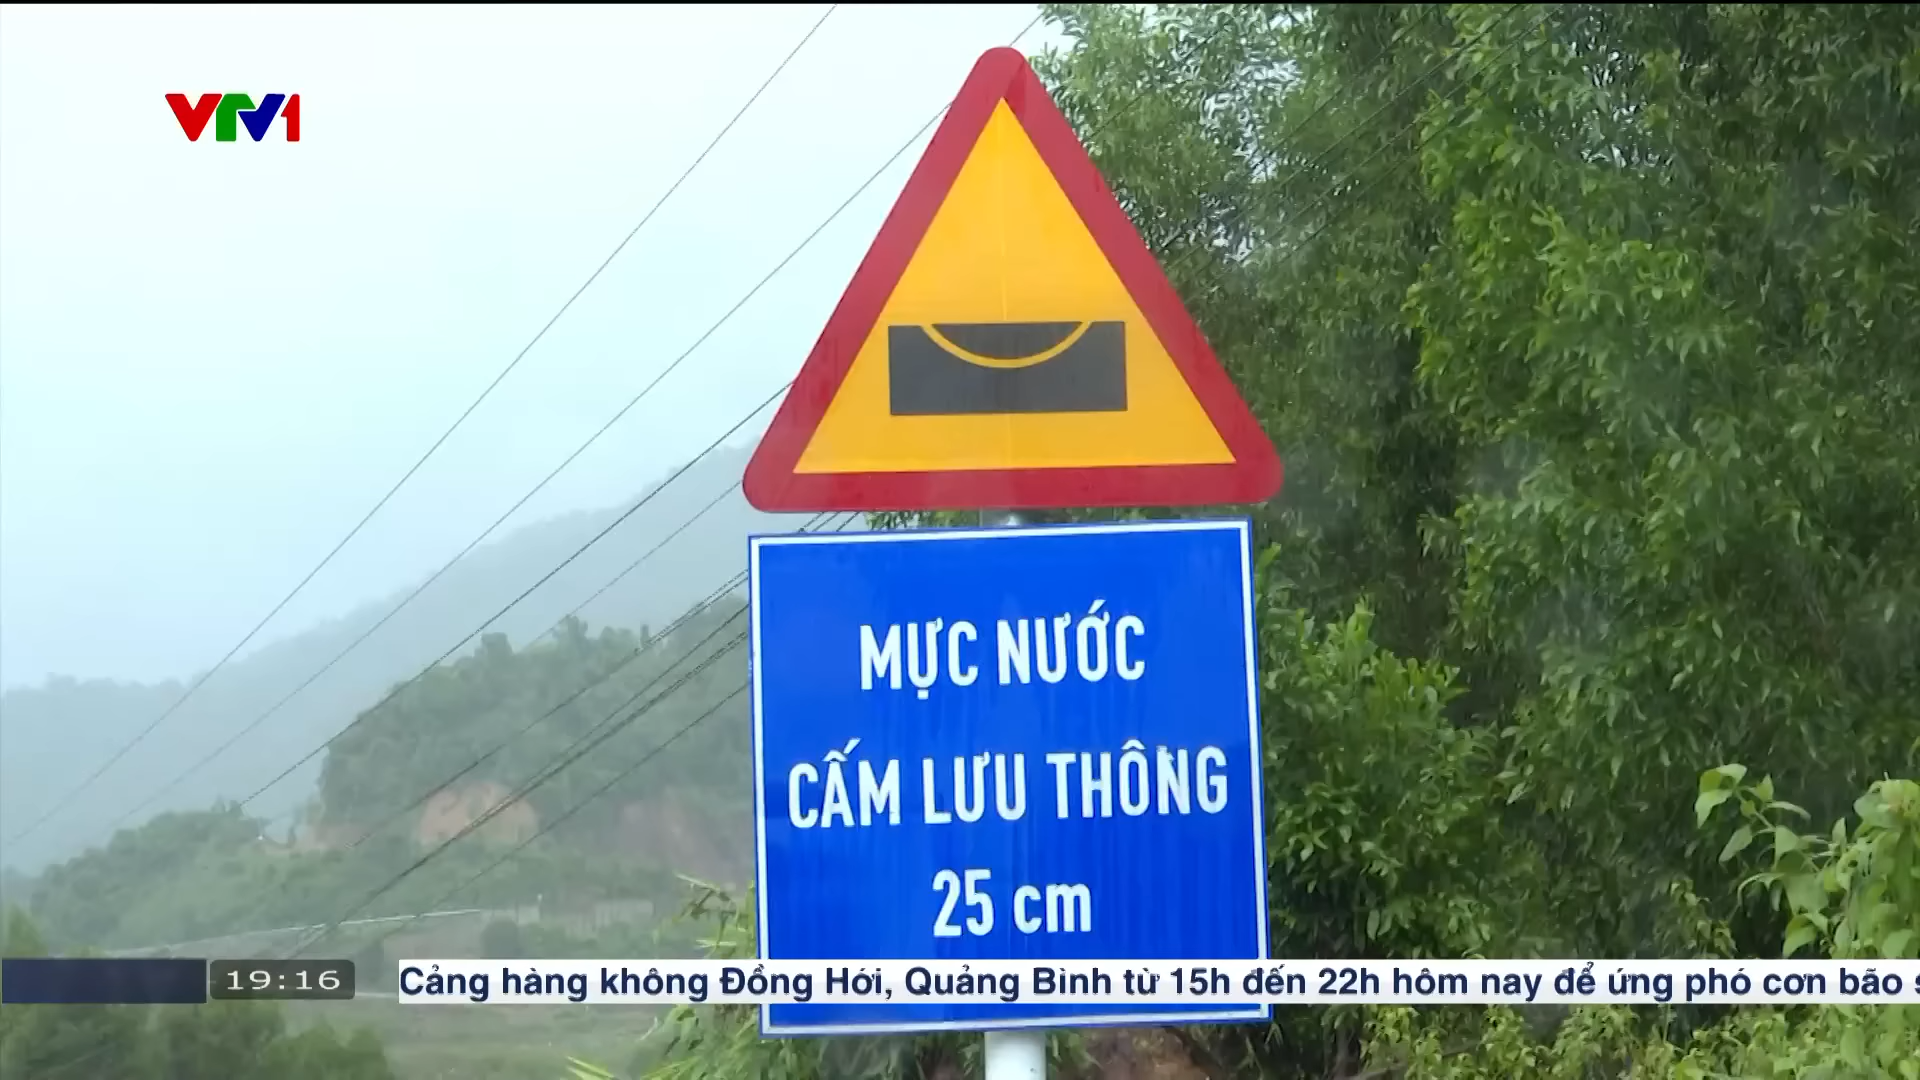 VTV1
MỰC NƯỚC
CẤM LƯU THÔNG
25 cm
19:16
Cảng hàng không Đồng Hới, Quảng Bình từ 15h đến 22h hôm nay để ứng phó cơn bão